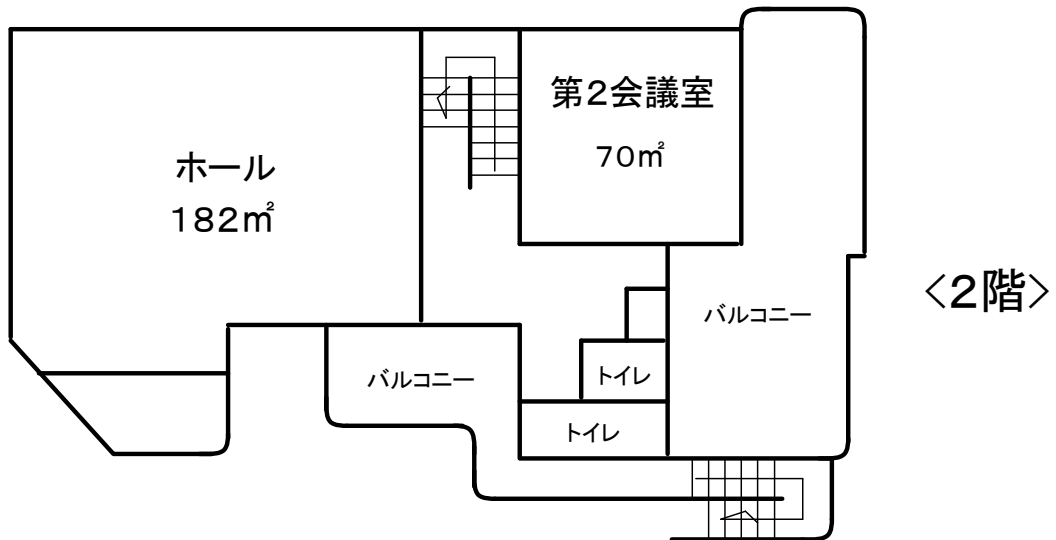 第2会議室
70㎡
ホール
182㎡
<2階>
バルコニー
バルコニー
トイレ
トイレ